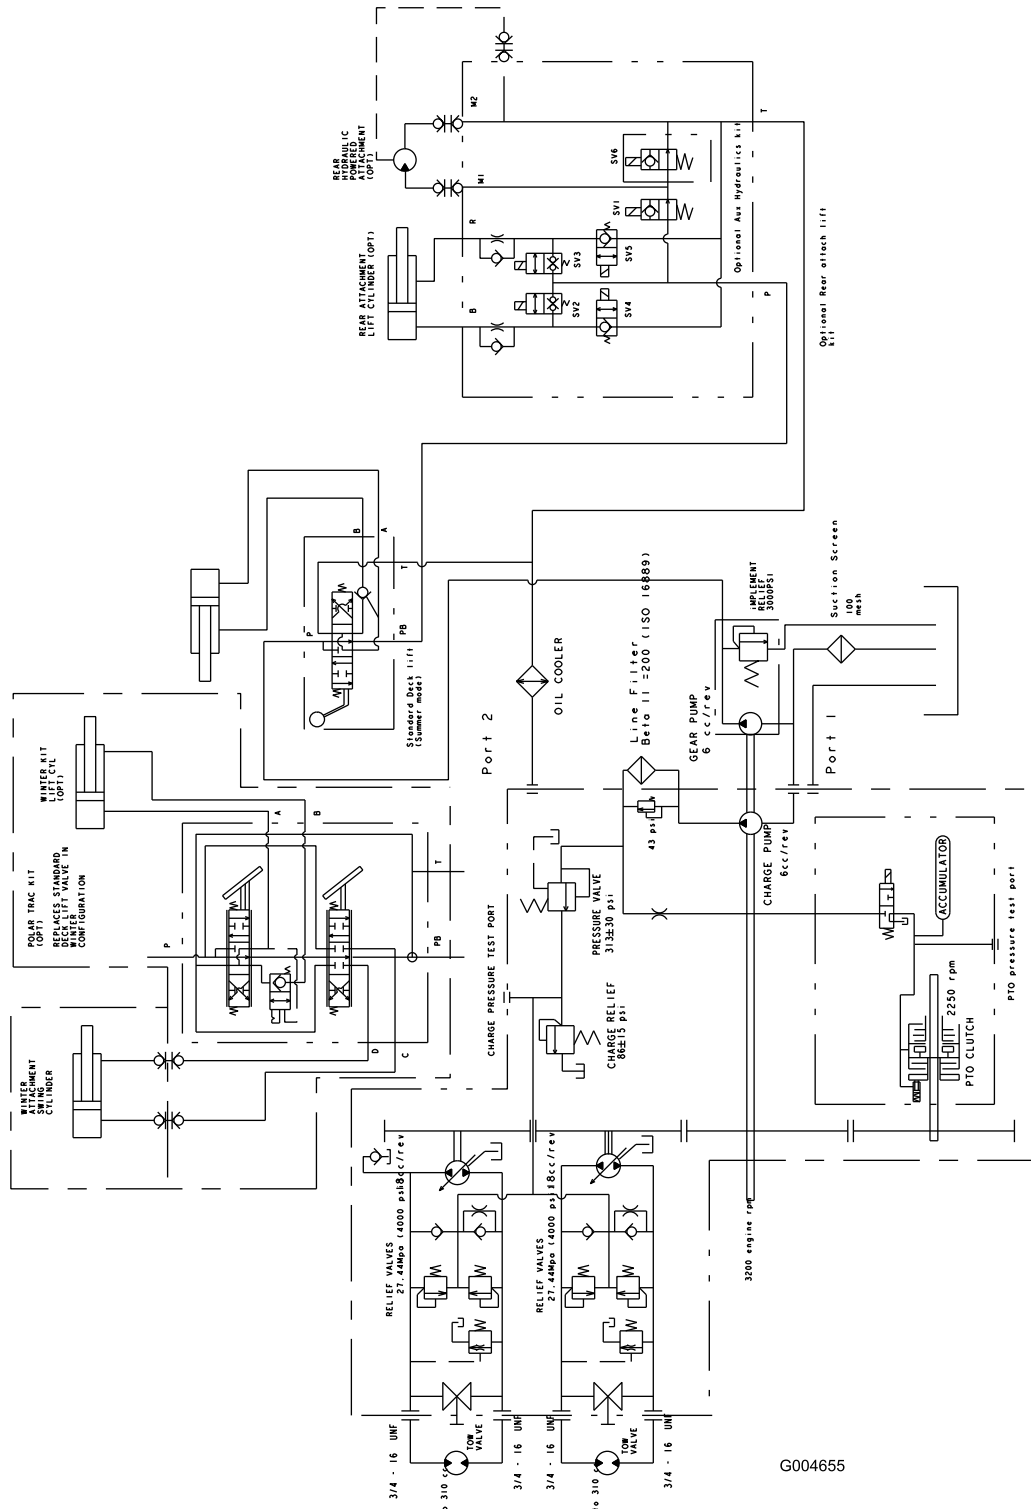 REAR
HYDRAULIC
POWERED
ATTACHMENT
(OPT)
M2
M1
T
SV6
SV1
R
REAR ATTACHMENT
LIFT CYLINDER (OPT)
SV3
SV5
SV2
SV4
B
P
Optional Aux Hydraulics kit
Optional Rear attach lift
kit
B
A
T
P
PB
Standard Deck lift
(Summer mode)
Port 2
OIL COOLER
Line Filter
Beta 11 =200 (ISO 16889)
GEAR PUMP
6 cc/rev
IMPLEMENT
RELIEF
3000PSI
Suction Screen
100
mesh
Port 1
WINTER KIT
LIFT CYL
(OPT)
A
B
POLAR TRAC KIT
(OPT)
REPLACES STANDARD
DECK LIFT VALVE IN
WINTER
CONFIGURATION
P
T
PB
D
C
WINTER
ATTACHMENT
SWING
CYLINDER
43 psi
CHARGE PUMP
6cc/rev
PRESSURE VALVE
313±30 psi
CHARGE PRESSURE TEST PORT
CHARGE RELIEF
86±15 psi
ACCUMULATOR
PTO pressure test port
2250 rpm
PTO CLUTCH
3200 engine rpm
RELIEF VALVES
27.44Mpa (4000 psi)
18cc/rev
RELIEF VALVES
27.44Mpa (4000 psi)
18cc/rev
TOW
VALVE
TOW
VALVE
3/4 - 16 UNF
3/4 - 16 UNF
3/4 - 16 UNF
3/4 - 16 UNF
310 cc
310 c
G004655